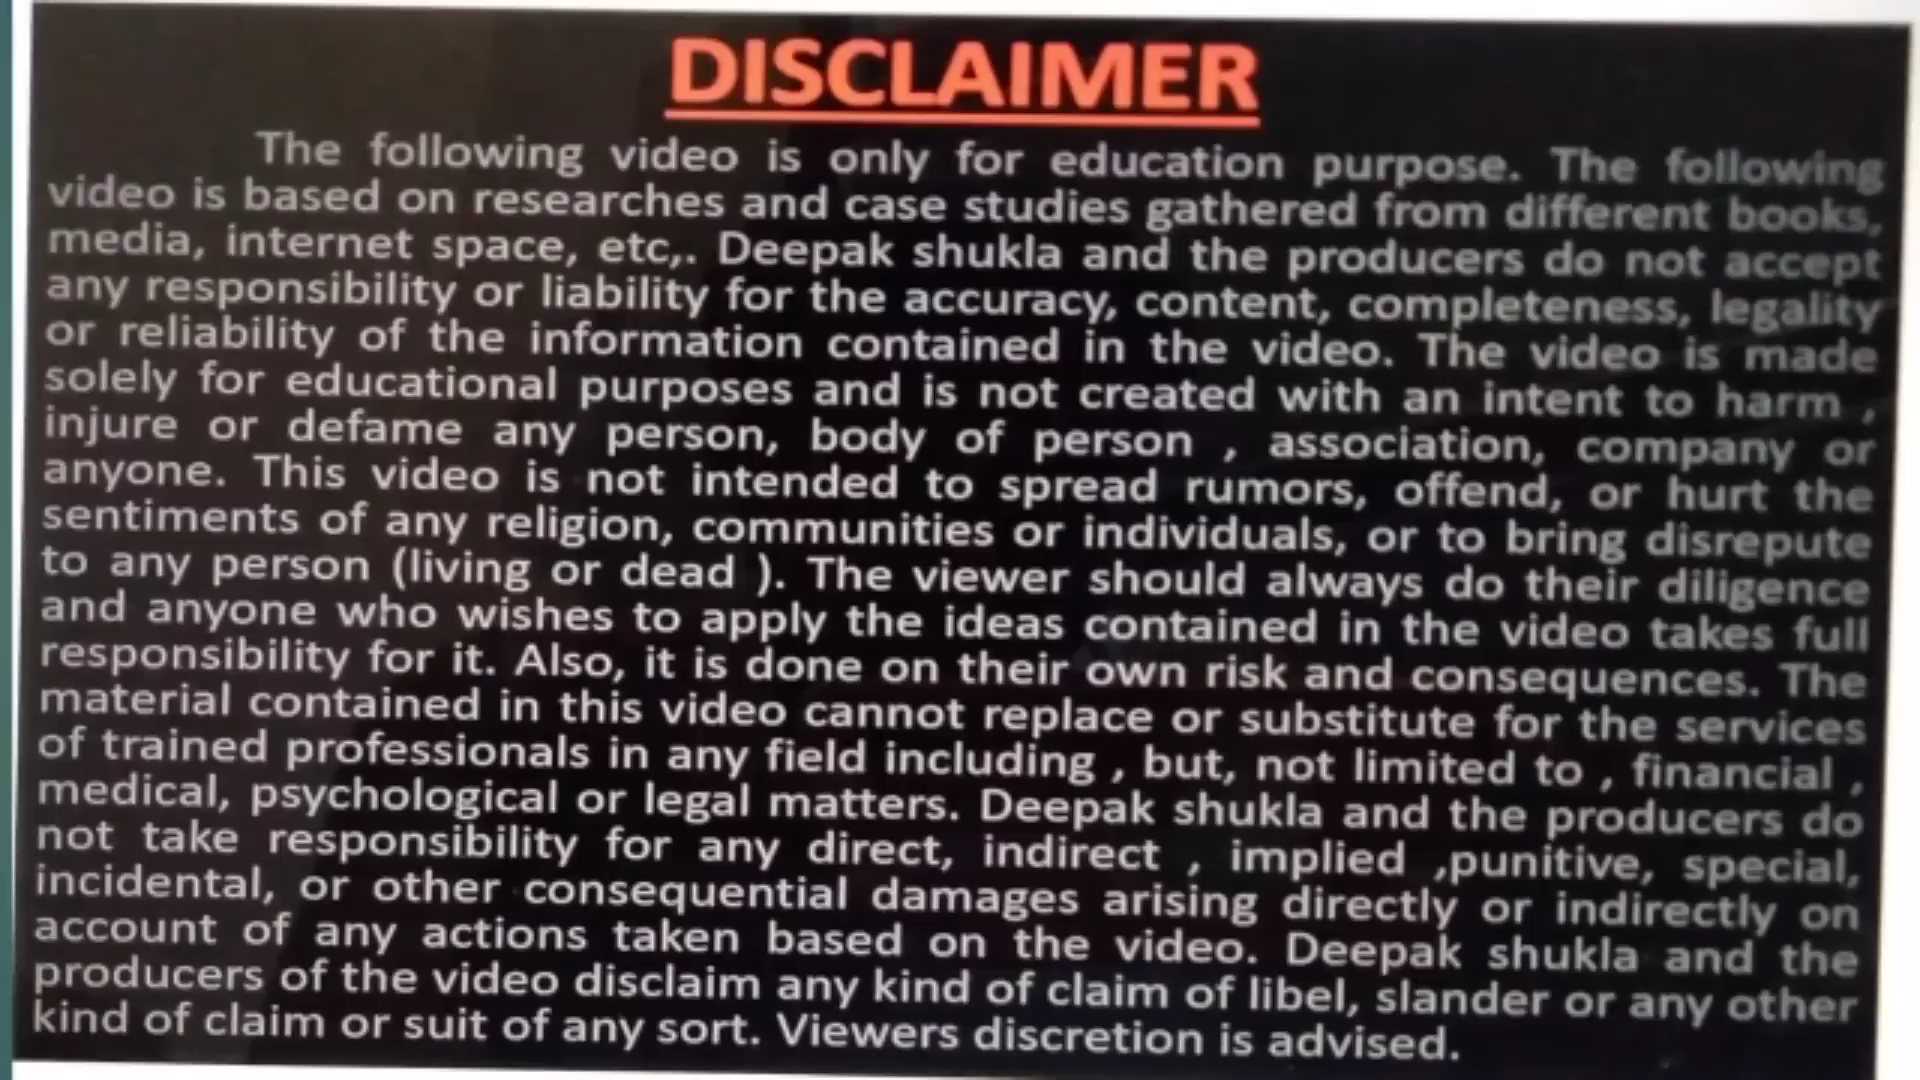 DISCLAIMER
The following video is only for education purpose. The following
video is based on researches and case studies gathered from different books,
media, internet space, etc,. Deepak shukla and the producers do not accept
any responsibility or liability for the accuracy, content, completeness, legality
or reliability of the information contained in the video. The video is made
solely for educational purposes and is not created with an intent to harm ,
injure or defame any person, body of person , association, company or
anyone. This video is not intended to spread rumors, offend, or hurt the
sentiments of any religion, communities or individuals, or to bring disrepute
to any person (living or dead ). The viewer should always do their diligence
and anyone who wishes to apply the ideas contained in the video takes full
responsibility for it. Also, it is done on their own risk and consequences. The
material contained in this video cannot replace or substitute for the services
of trained professionals in any field including , but, not limited to , financial ,
medical, psychological or legal matters. Deepak shukla and the producers do
not take responsibility for any direct, indirect , implied ,punitive, special,
incidental, or other consequential damages arising directly or indirectly on
account of any actions taken based on the video. Deepak shukla and the
producers of the video disclaim any kind of claim of libel, slander or any other
kind of claim or suit of any sort. Viewers discretion is advised.